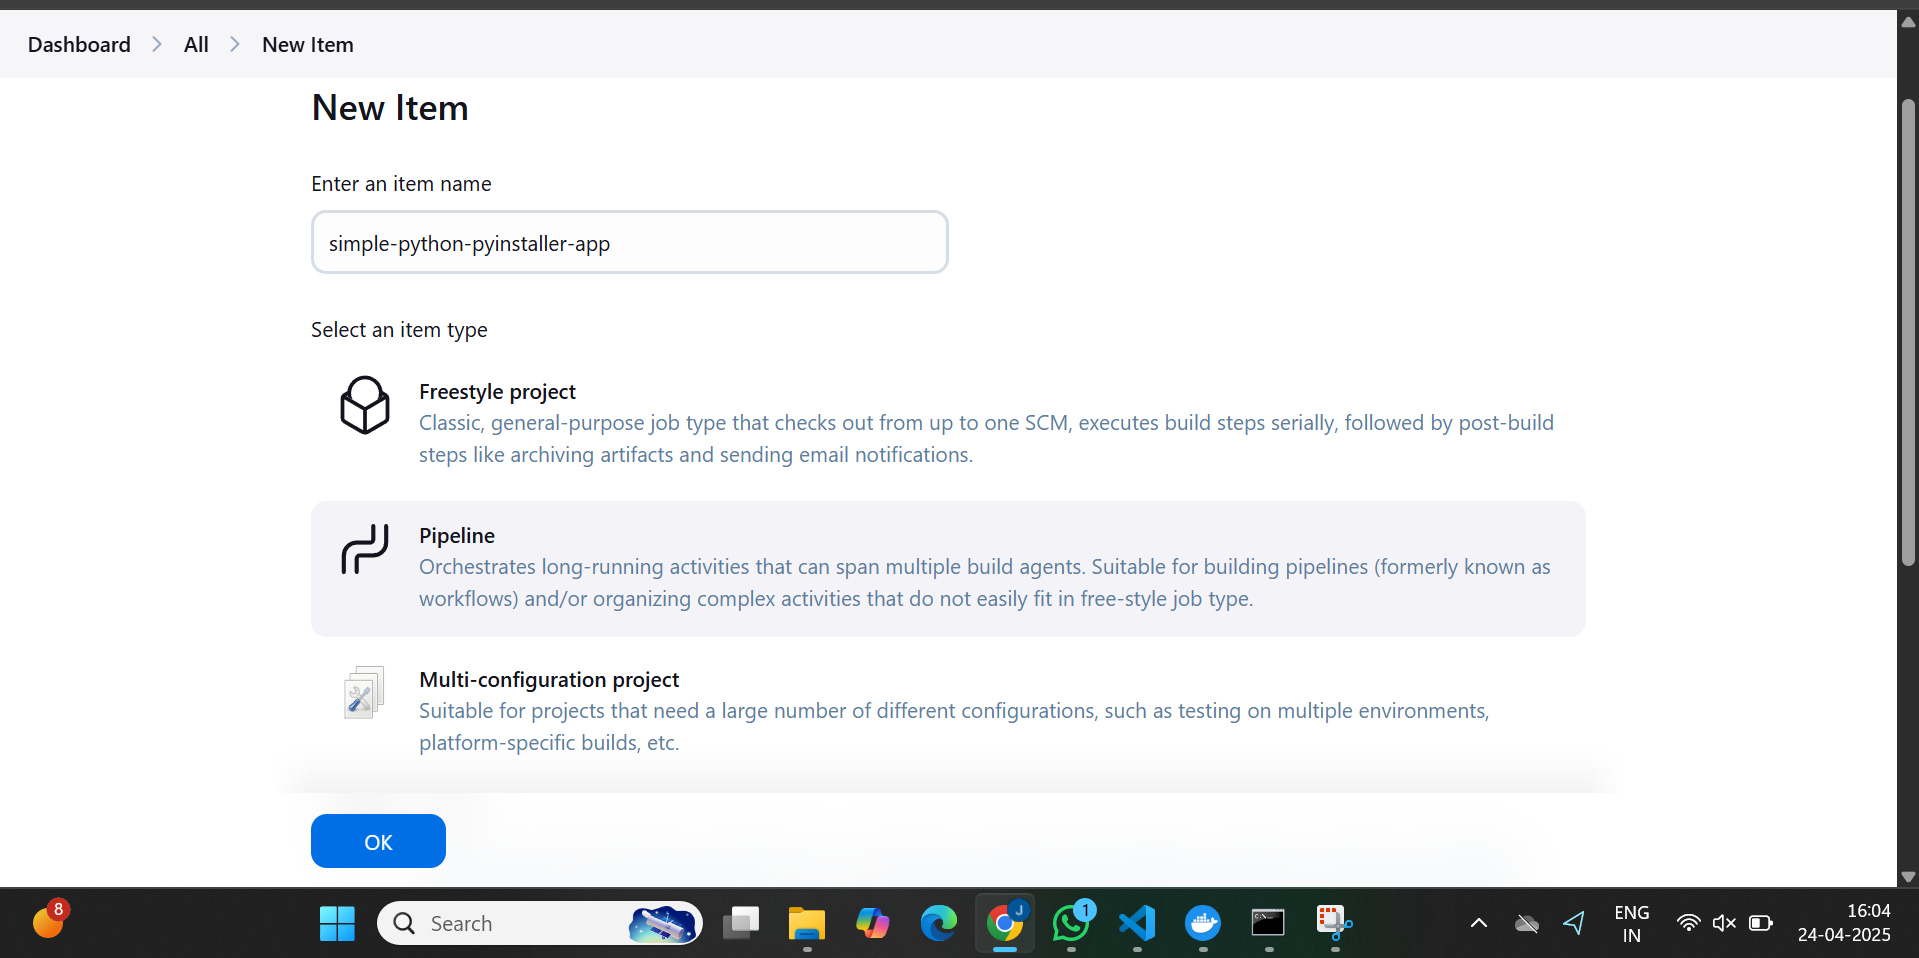 Dashboard > All > New Item
New Item
Enter an item name
simple-python-pyinstaller-app
Select an item type
Freestyle project
Classic, general-purpose job type that checks out from up to one SCM, executes build steps serially, followed by post-build
steps like archiving artifacts and sending email notifications.
Pipeline
Orchestrates long-running activities that can span multiple build agents. Suitable for building pipelines (formerly known as
workflows) and/or organizing complex activities that do not easily fit in free-style job type.
Multi-configuration project
Suitable for projects that need a large number of different configurations, such as testing on multiple environments,
platform-specific builds, etc.
OK
8
Search
J
1
C:\_
ENG
IN
16:04
24-04-2025